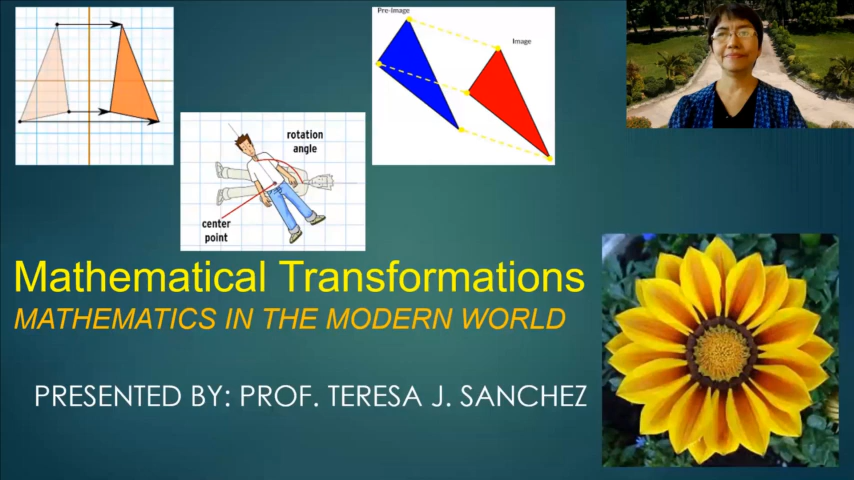 Pre-Image
Image
rotation
angle
center
point
Mathematical Transformations
MATHEMATICS IN THE MODERN WORLD
PRESENTED BY: PROF. TERESA J. SANCHEZ